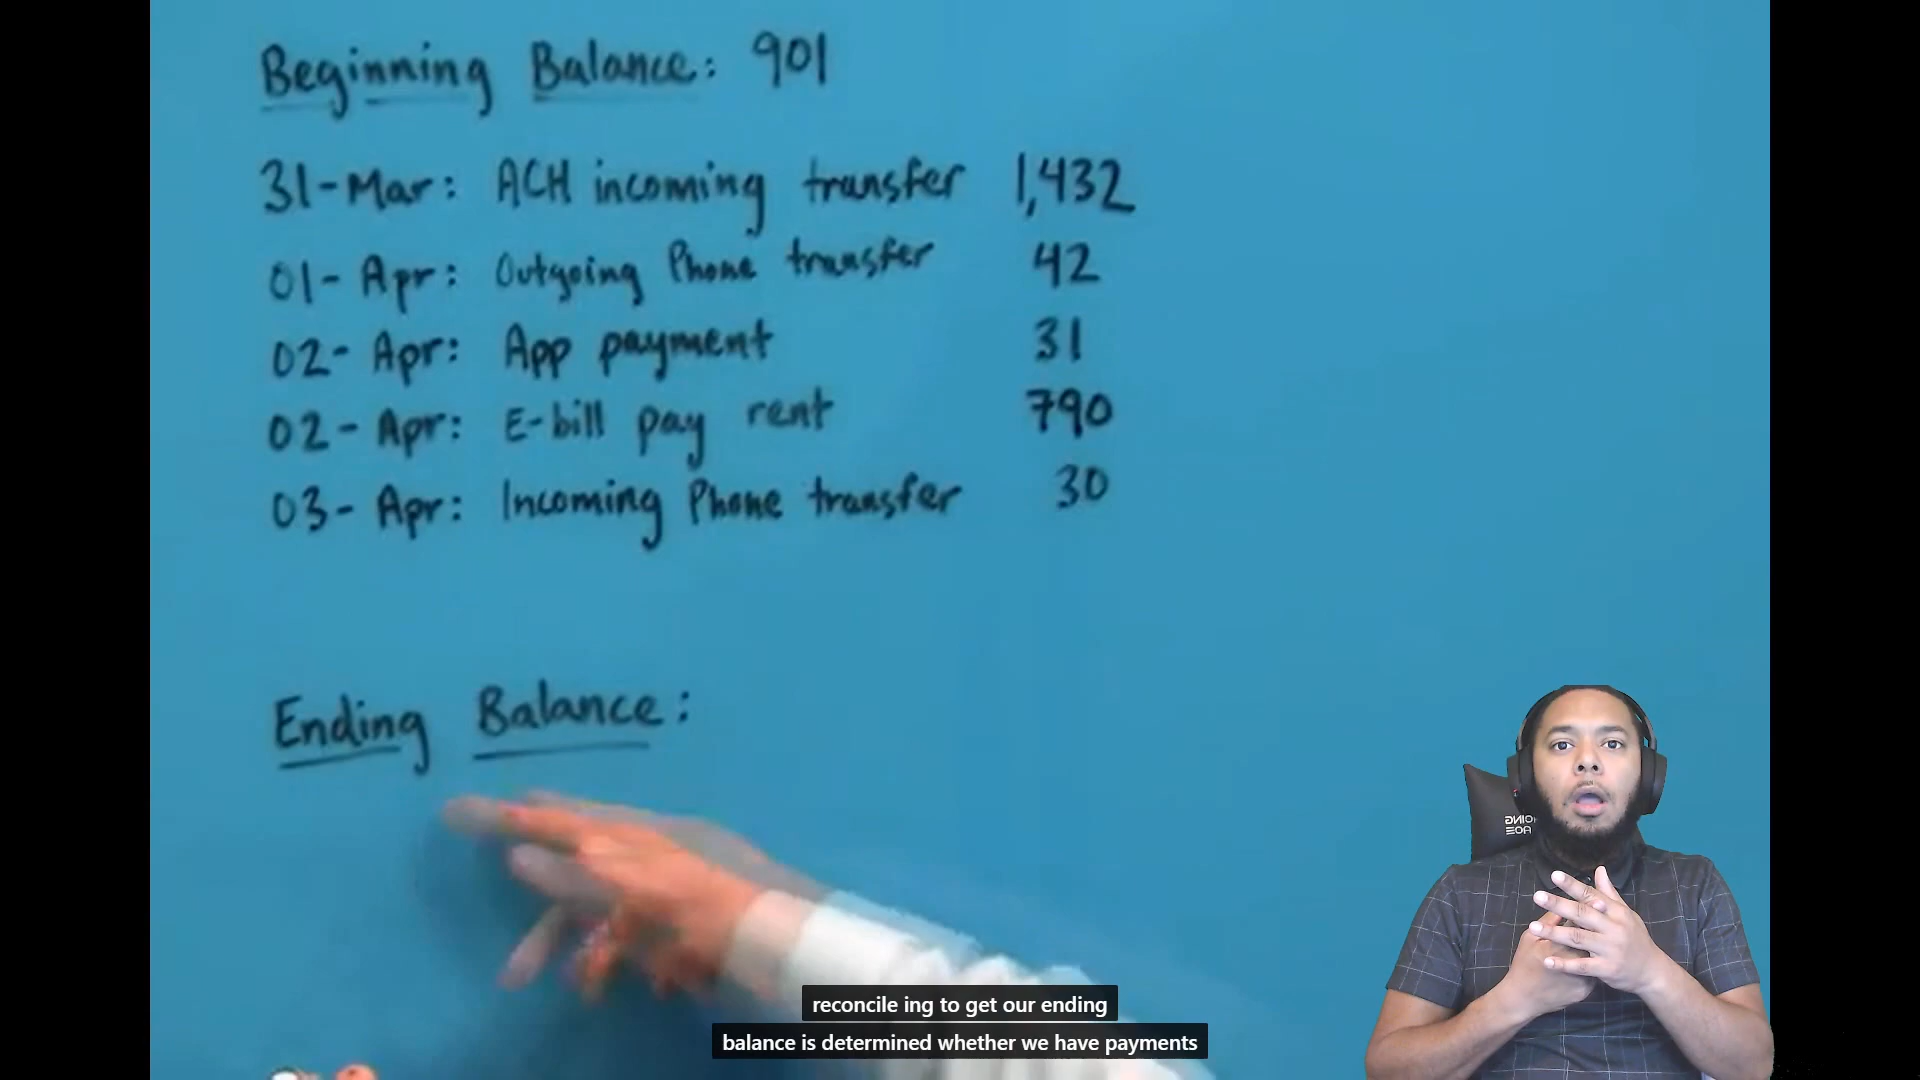 Beginning Balance: 901
31-Mar: ACH incoming transfer 1,432
01-Apr: Outgoing Phone transfer 42
02-Apr: App payment 31
02-Apr: E-bill pay rent 790
03-Apr: Incoming Phone transfer 30
Ending Balance:
reconcile ing to get our ending
balance is determined whether we have payments